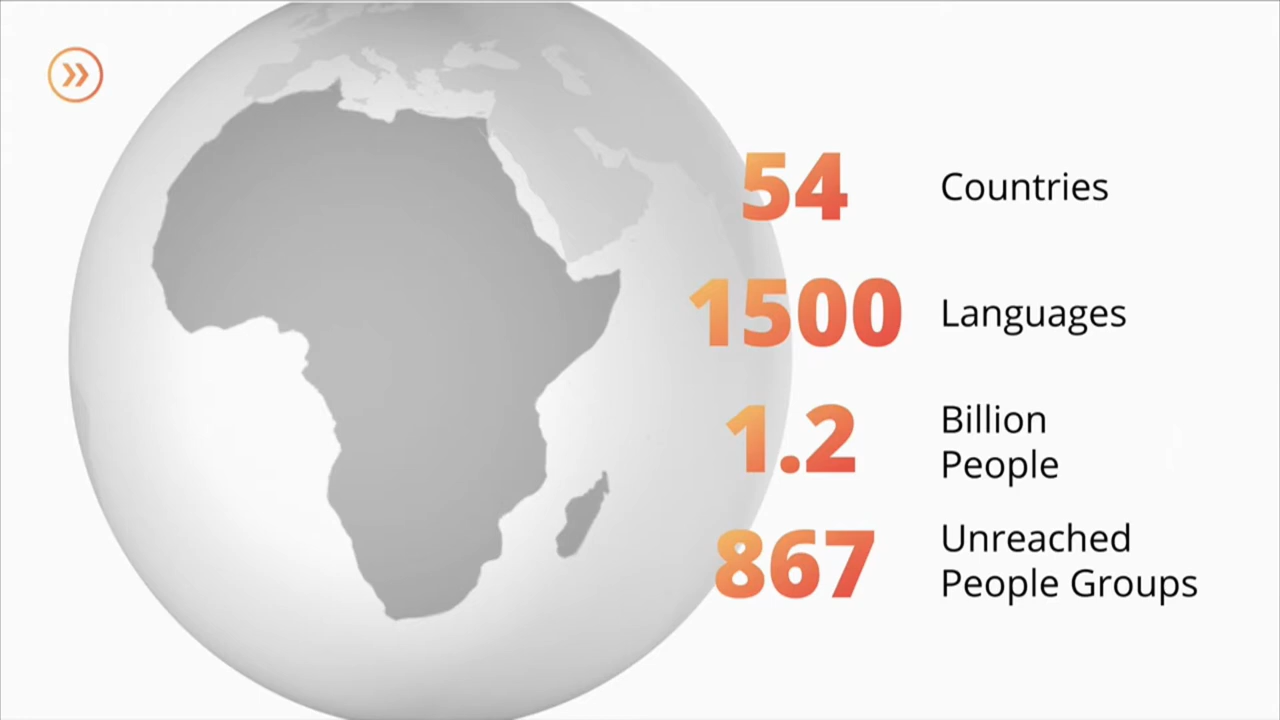 54 Countries
1500 Languages
1.2 Billion
People
867 Unreached
People Groups